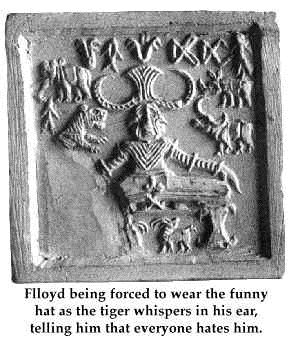 Flloyd being forced to wear the funny
hat as the tiger whispers in his ear,
telling him that everyone hates him.